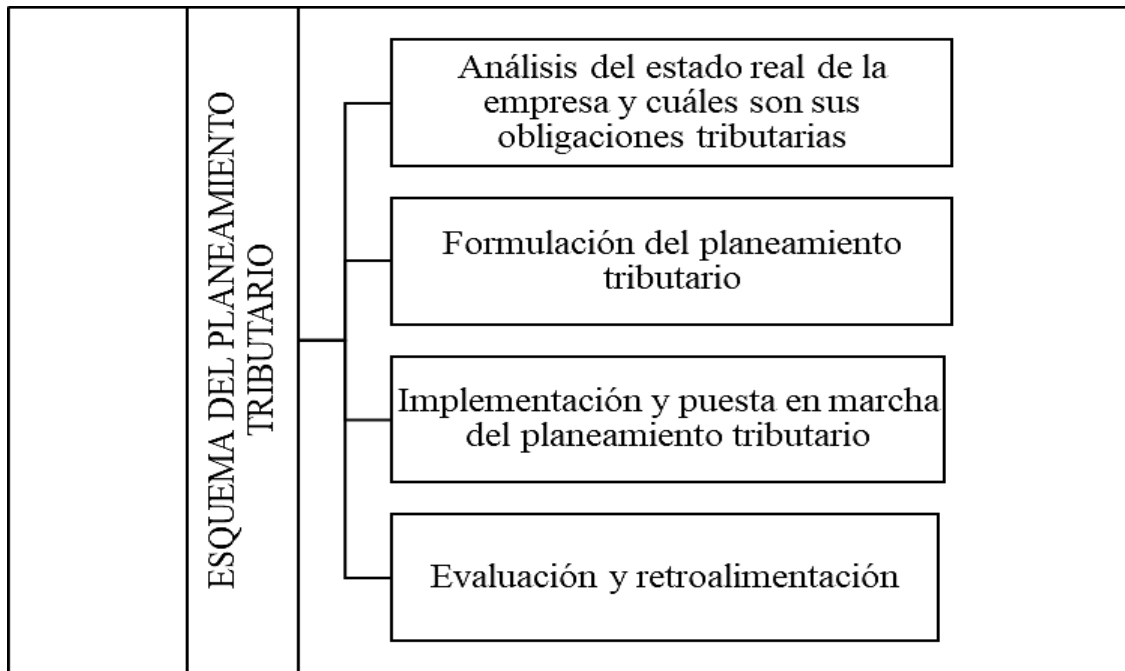 ESQUEMA DEL PLANEAMIENTO
TRIBUTARIO
Análisis del estado real de la
empresa y cuáles son sus
obligaciones tributarias
Formulación del planeamiento
tributario
Implementación y puesta en marcha
del planeamiento tributario
Evaluación y retroalimentación